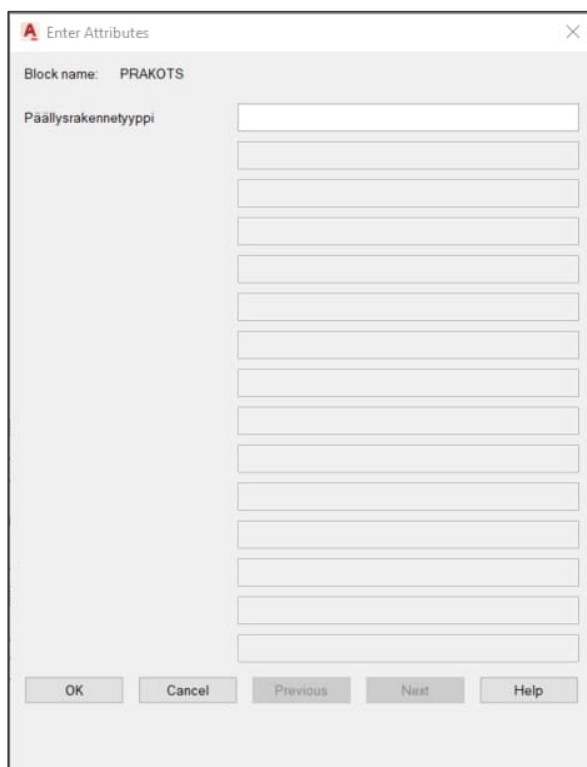 Enter Attributes
Block name: PRAKOTS
Päällysrakennetyyppi
OK Cancel Previous Next Help